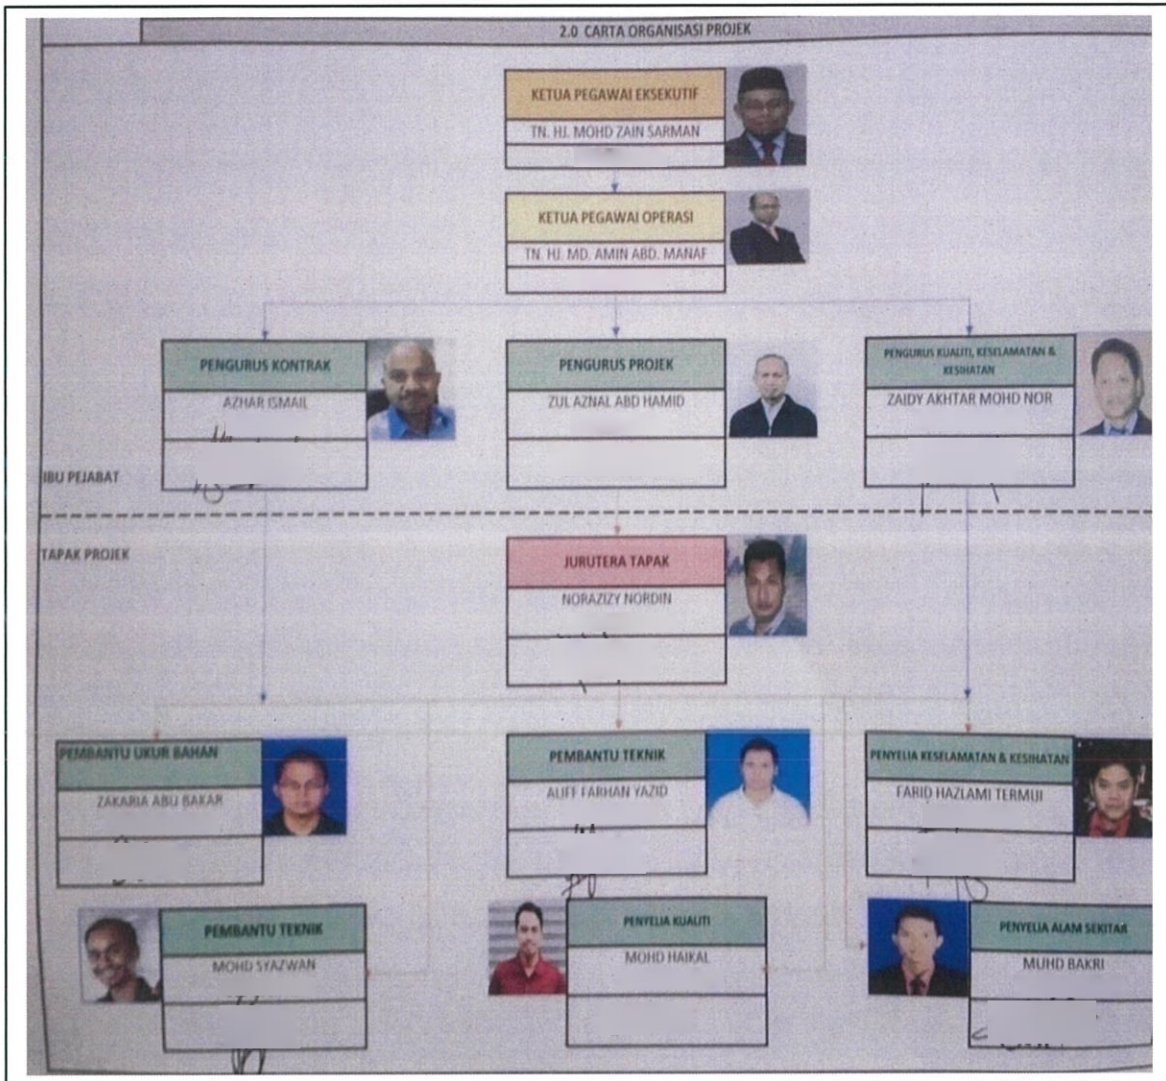 2.0 CARTA ORGANISASI PROJEK
KETUA PEGAWAI EKSEKUTIF
TN. HJ. MOHD ZAIN SARMAN
KETUA PEGAWAI OPERASI
TN. HJ. MD. AMIN ABD. MANAF
PENGURUS KONTRAK
AZHAR ISMAIL
PENGURUS PROJEK
ZUL AZNAL ABD HAMID
PENGURUS KUALITI, KESELAMATAN &
KESIHATAN
ZAIDY AKHTAR MOHD NOR
IBU PEJABAT
TAPAK PROJEK
JURUTERA TAPAK
NORAZIZY NORDIN
PEMBANTU UKUR BAHAN
ZAKARIA ABU BAKAR
PEMBANTU TEKNIK
ALIFF FARHAN YAZID
PENYELIA KESELAMATAN & KESIHATAN
FARID HAZLAMI TERMUI
PEMBANTU TEKNIK
MOHD SYAZWAN
PENYELIA KUALITI
MOHD HAIKAL
PENYELIA ALAM SEKITAR
MUHD BAKRI